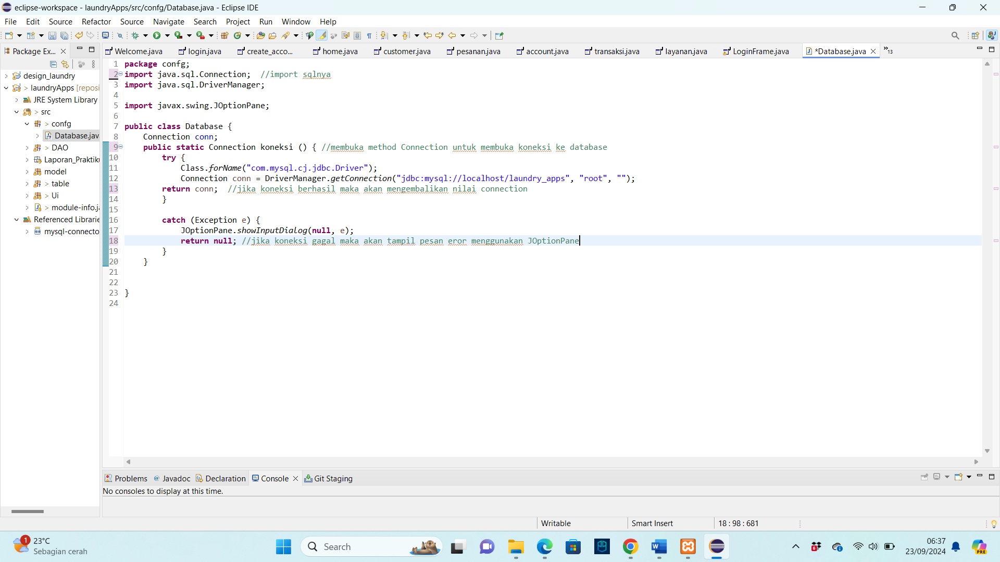 eclipse-workspace - laundryApps/src/confg/Database.java - Eclipse IDE
File Edit Source Refactor Source Navigate Search Project Run Window Help
Package Ex...
Welcome.java login.java create_acco... home.java customer.java pesanan.java account.java transaksi.java layanan.java LoginFrame.java *Database.java »13
design_laundry
> laundryApps [reposi
JRE System Library
> src
> confg
Database.jav
> DAO
Laporan_Praktiku
model
> table
> Ui
> module-info.ja
Referenced Librarie
mysql-connecto
1 package confg;
2 import java.sql.Connection;  //import sqlnya
3 import java.sql.DriverManager;
4
5 import javax.swing.JOptionPane;
6
7 public class Database {
8 Connection conn;
9 public static Connection koneksi () { //membuka method Connection untuk membuka koneksi ke database
10 try {
11 Class.forName("com.mysql.cj.jdbc.Driver");
12 Connection conn = DriverManager.getConnection("jdbc:mysql://localhost/laundry_apps", "root", "");
13 return conn;  //jika koneksi berhasil maka akan mengembalikan nilai connection
14 }
15
16 catch (Exception e) {
17 JOptionPane.showInputDialog(null, e);
18 return null; //jika koneksi gagal maka akan tampil pesan eror menggunakan JOptionPane
19 }
20 }
21
22
23 }
24
Problems Javadoc Declaration Console Git Staging
No consoles to display at this time.
Writable Smart Insert 18 : 98 : 681
1 23°C
Sebagian cerah
Search
06:37
23/09/2024